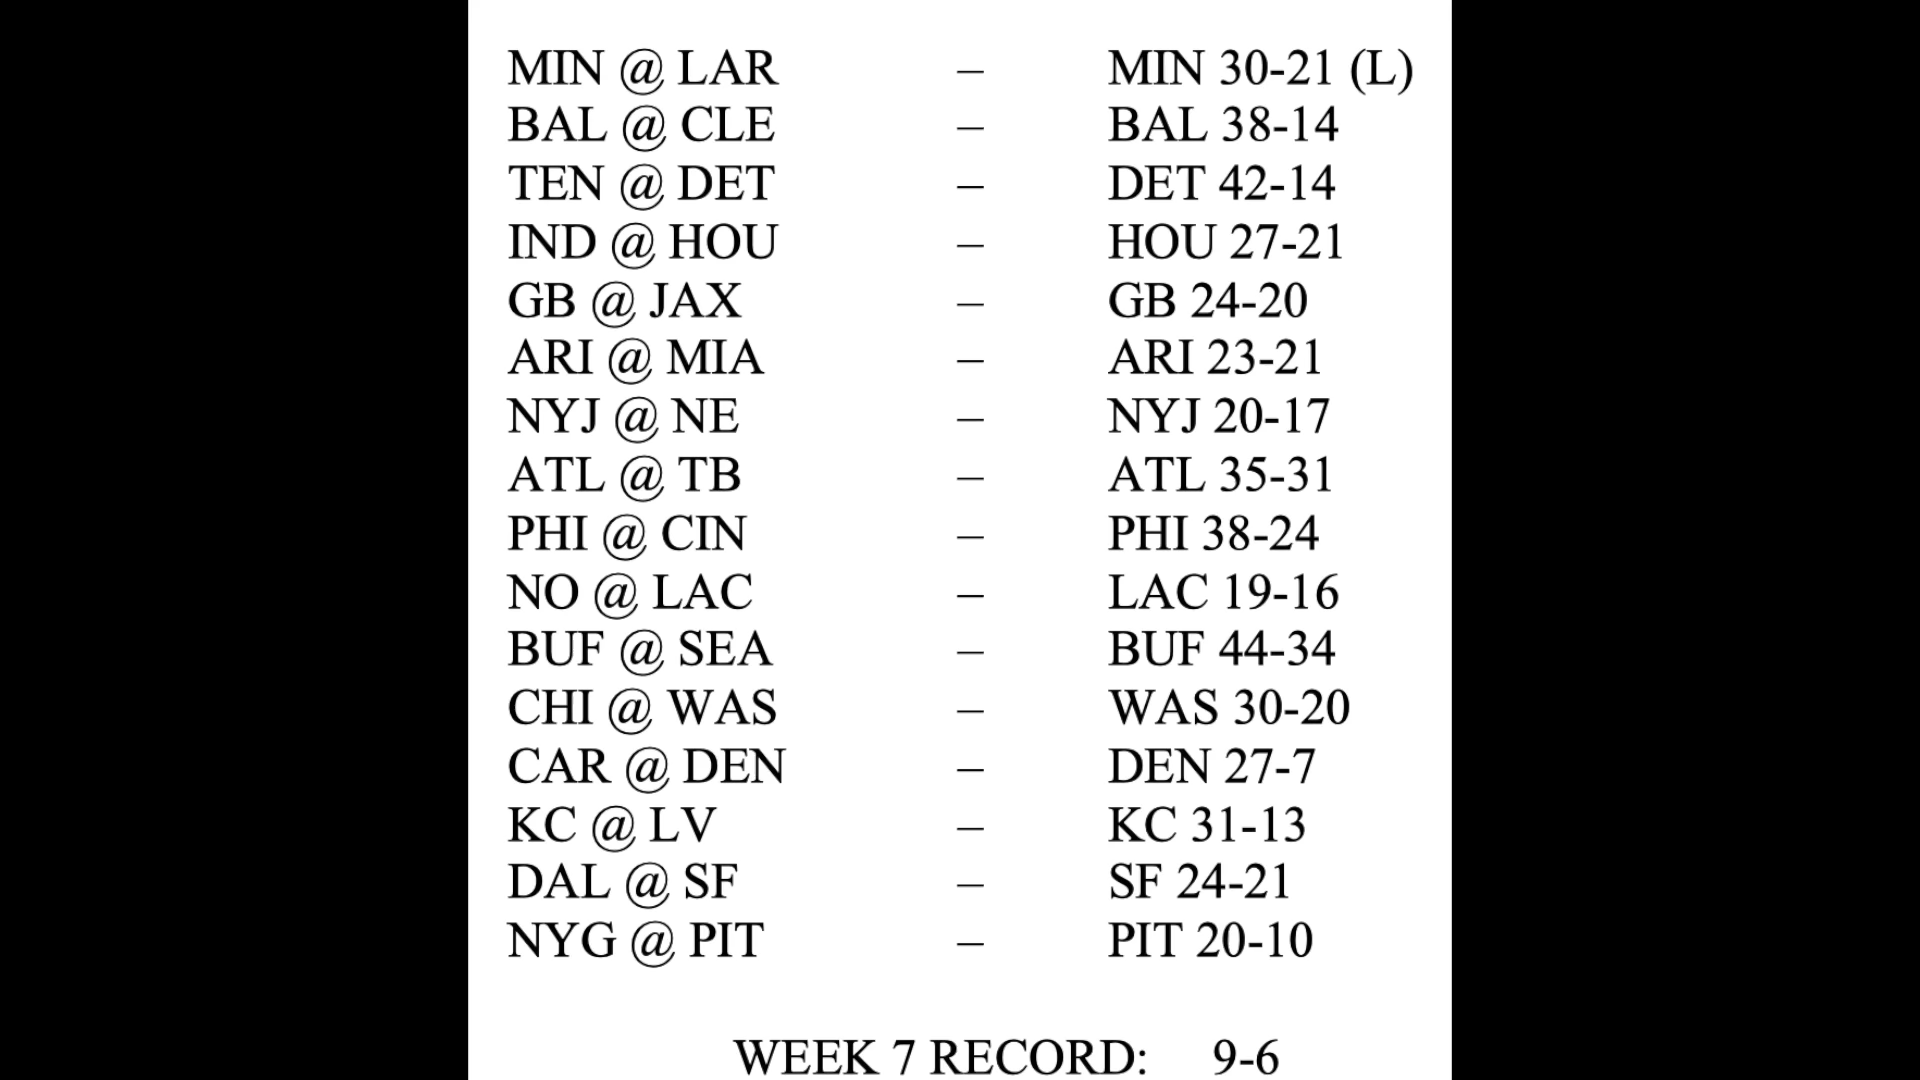 MIN @ LAR – MIN 30-21 (L)
BAL @ CLE – BAL 38-14
TEN @ DET – DET 42-14
IND @ HOU – HOU 27-21
GB @ JAX – GB 24-20
ARI @ MIA – ARI 23-21
NYJ @ NE – NYJ 20-17
ATL @ TB – ATL 35-31
PHI @ CIN – PHI 38-24
NO @ LAC – LAC 19-16
BUF @ SEA – BUF 44-34
CHI @ WAS – WAS 30-20
CAR @ DEN – DEN 27-7
KC @ LV – KC 31-13
DAL @ SF – SF 24-21
NYG @ PIT – PIT 20-10
WEEK 7 RECORD: 9-6